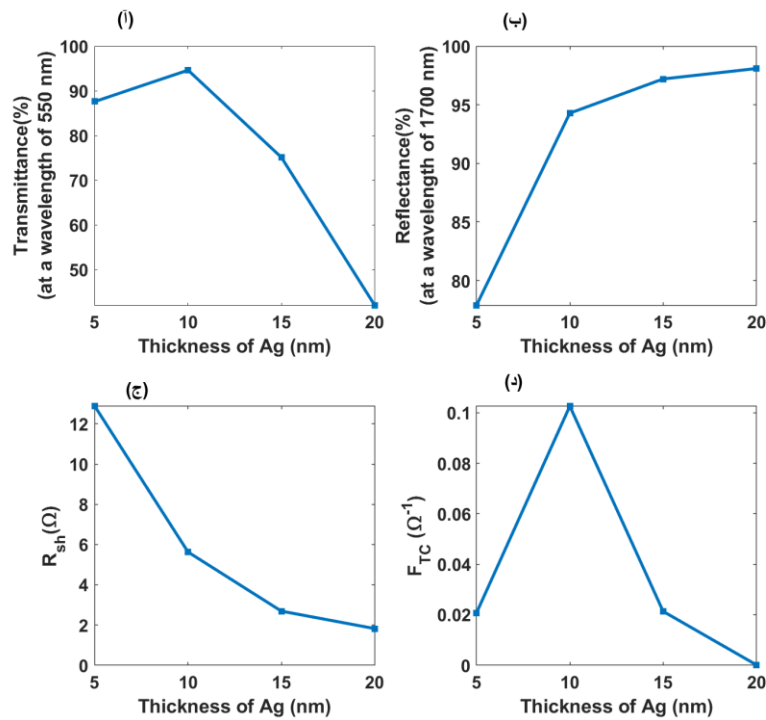 (آ)
100
90
80
70
60
50
Transmittance(%)
(at a wavelength of 550 nm)
5 10 15 20
Thickness of Ag (nm)
(ب)
100
95
90
85
80
Reflectance(%)
(at a wavelength of 1700 nm)
5 10 15 20
Thickness of Ag (nm)
(ج)
12
10
8
6
4
2
0
R_sh(Ω)
5 10 15 20
Thickness of Ag (nm)
(د)
0.1
0.08
0.06
0.04
0.02
0
F_TC (Ω⁻¹)
5 10 15 20
Thickness of Ag (nm)